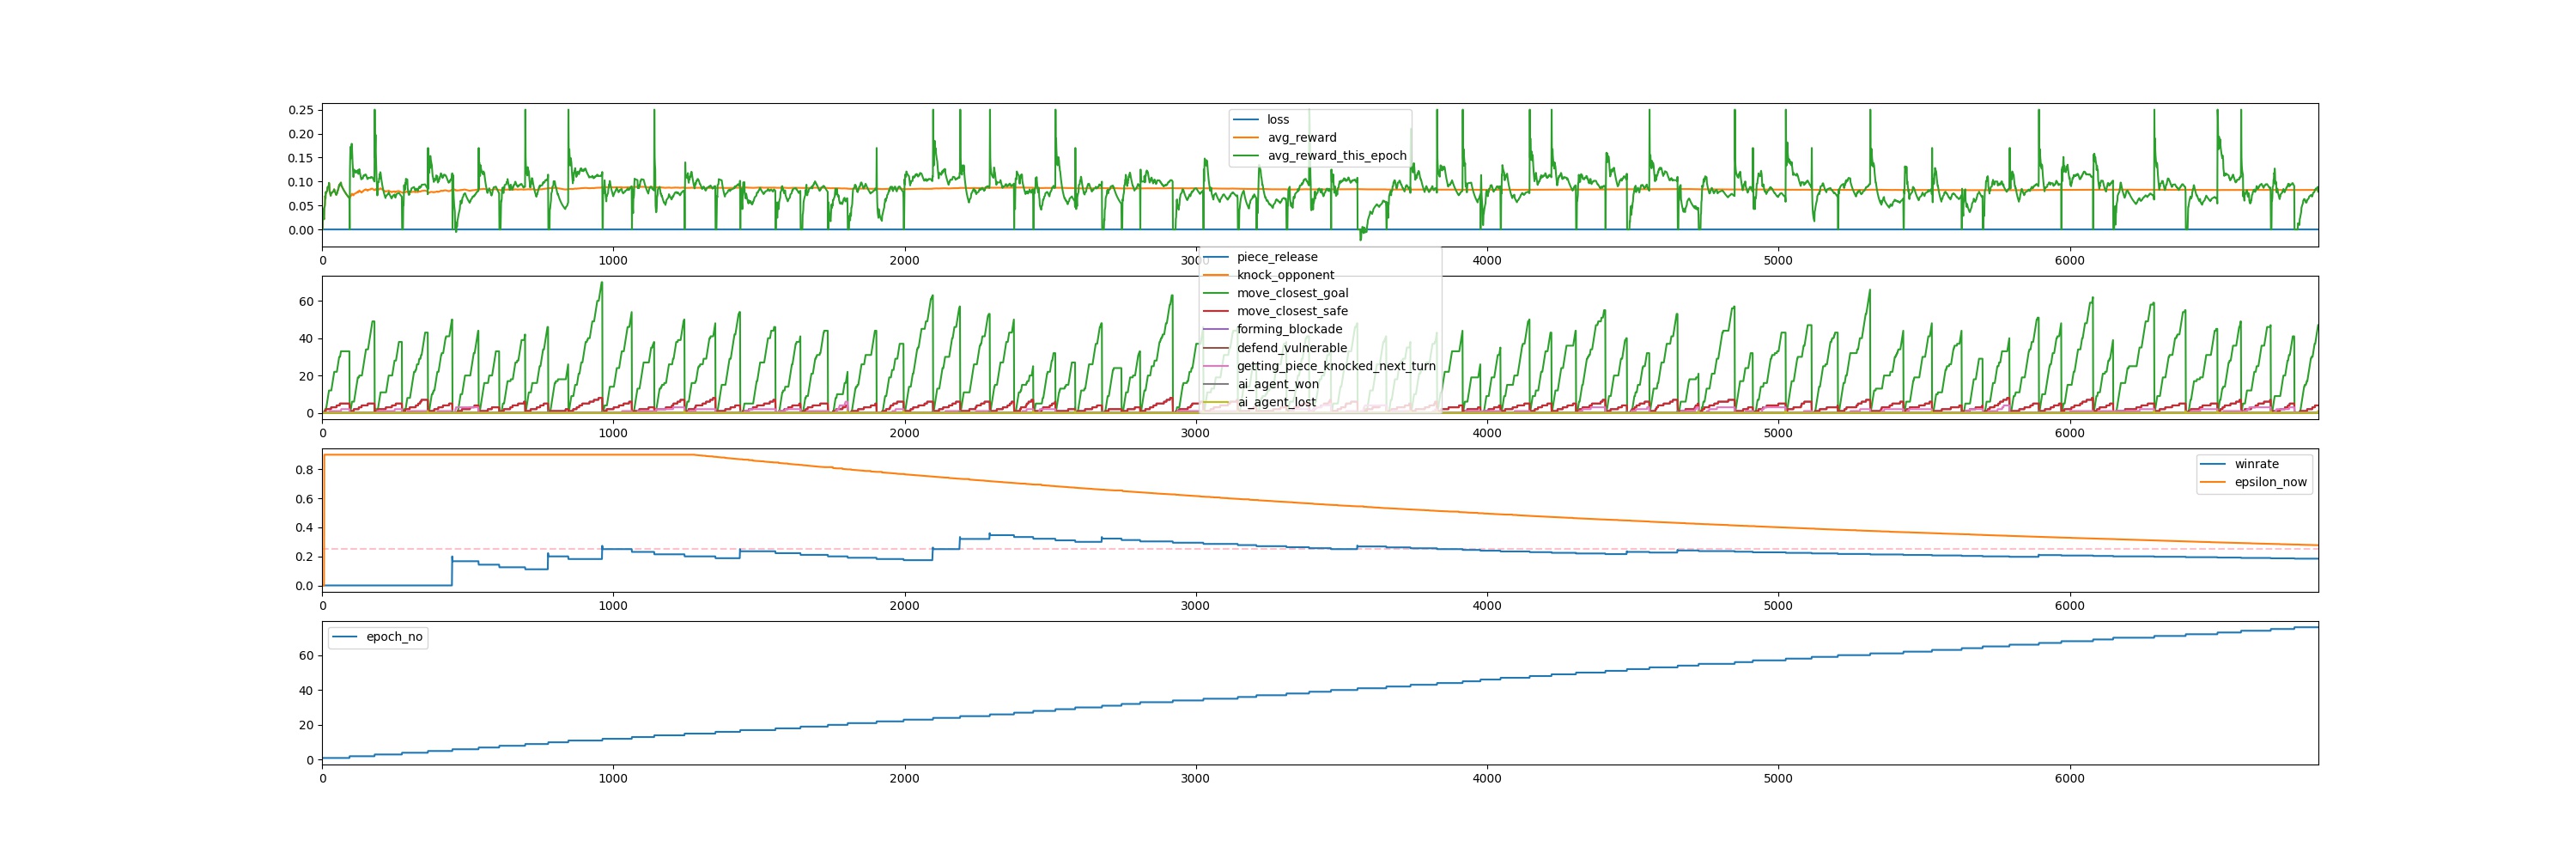 0.25
0.20
0.15
0.10
0.05
0.00
loss
avg_reward
avg_reward_this_epoch
0 1000 2000 3000 4000 5000 6000
60
40
20
0
piece_release
knock_opponent
move_closest_goal
move_closest_safe
forming_blockade
defend_vulnerable
getting_piece_knocked_next_turn
ai_agent_won
ai_agent_lost
0 1000 2000 3000 4000 5000 6000
0.8
0.6
0.4
0.2
0.0
winrate
epsilon_now
0 1000 2000 3000 4000 5000 6000
epoch_no
60
40
20
0
0 1000 2000 3000 4000 5000 6000